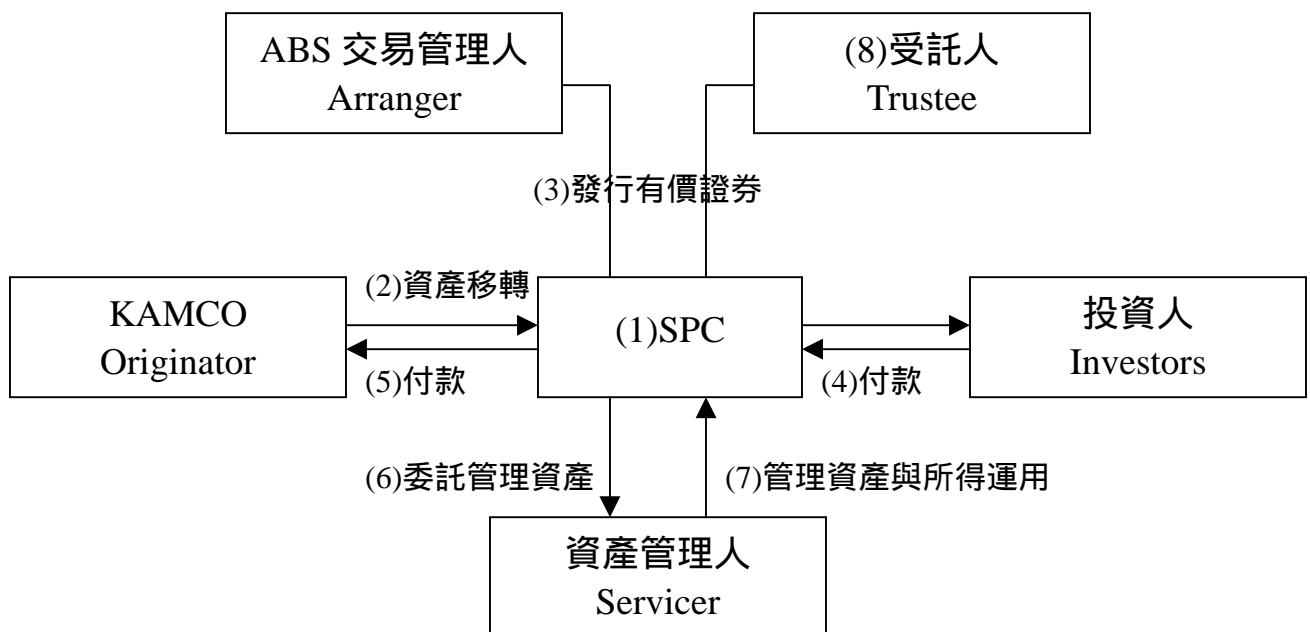 ABS 交易管理人
Arranger
(8)受託人
Trustee
(3)發行有價證券
KAMCO
Originator
(2)資產移轉
(5)付款
(1)SPC
(4)付款
投資人
Investors
(6)委託管理資產
(7)管理資產與所得運用
資產管理人
Servicer